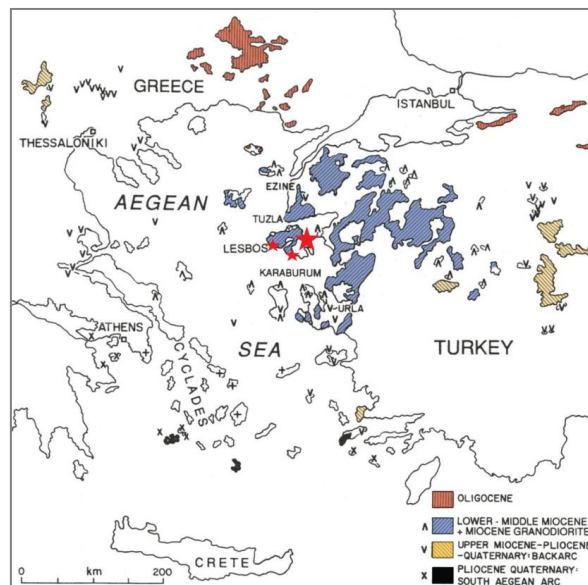 GREECE
ISTANBUL
THESSALONIKI
EZINE
AEGEAN
TUZLA
LESBOS
KARABURUM
URLA
ATHENS
SEA
TURKEY
CYCLADES
CRETE
0 km 200
OLIGOCENE
LOWER - MIDDLE MIOCENE
+ MIOCENE GRANODIORITE
UPPER MIOCENE-PLIOCENE
-QUATERNARY: BACKARC
PLIOCENE QUATERNARY:
SOUTH AEGEAN ARC